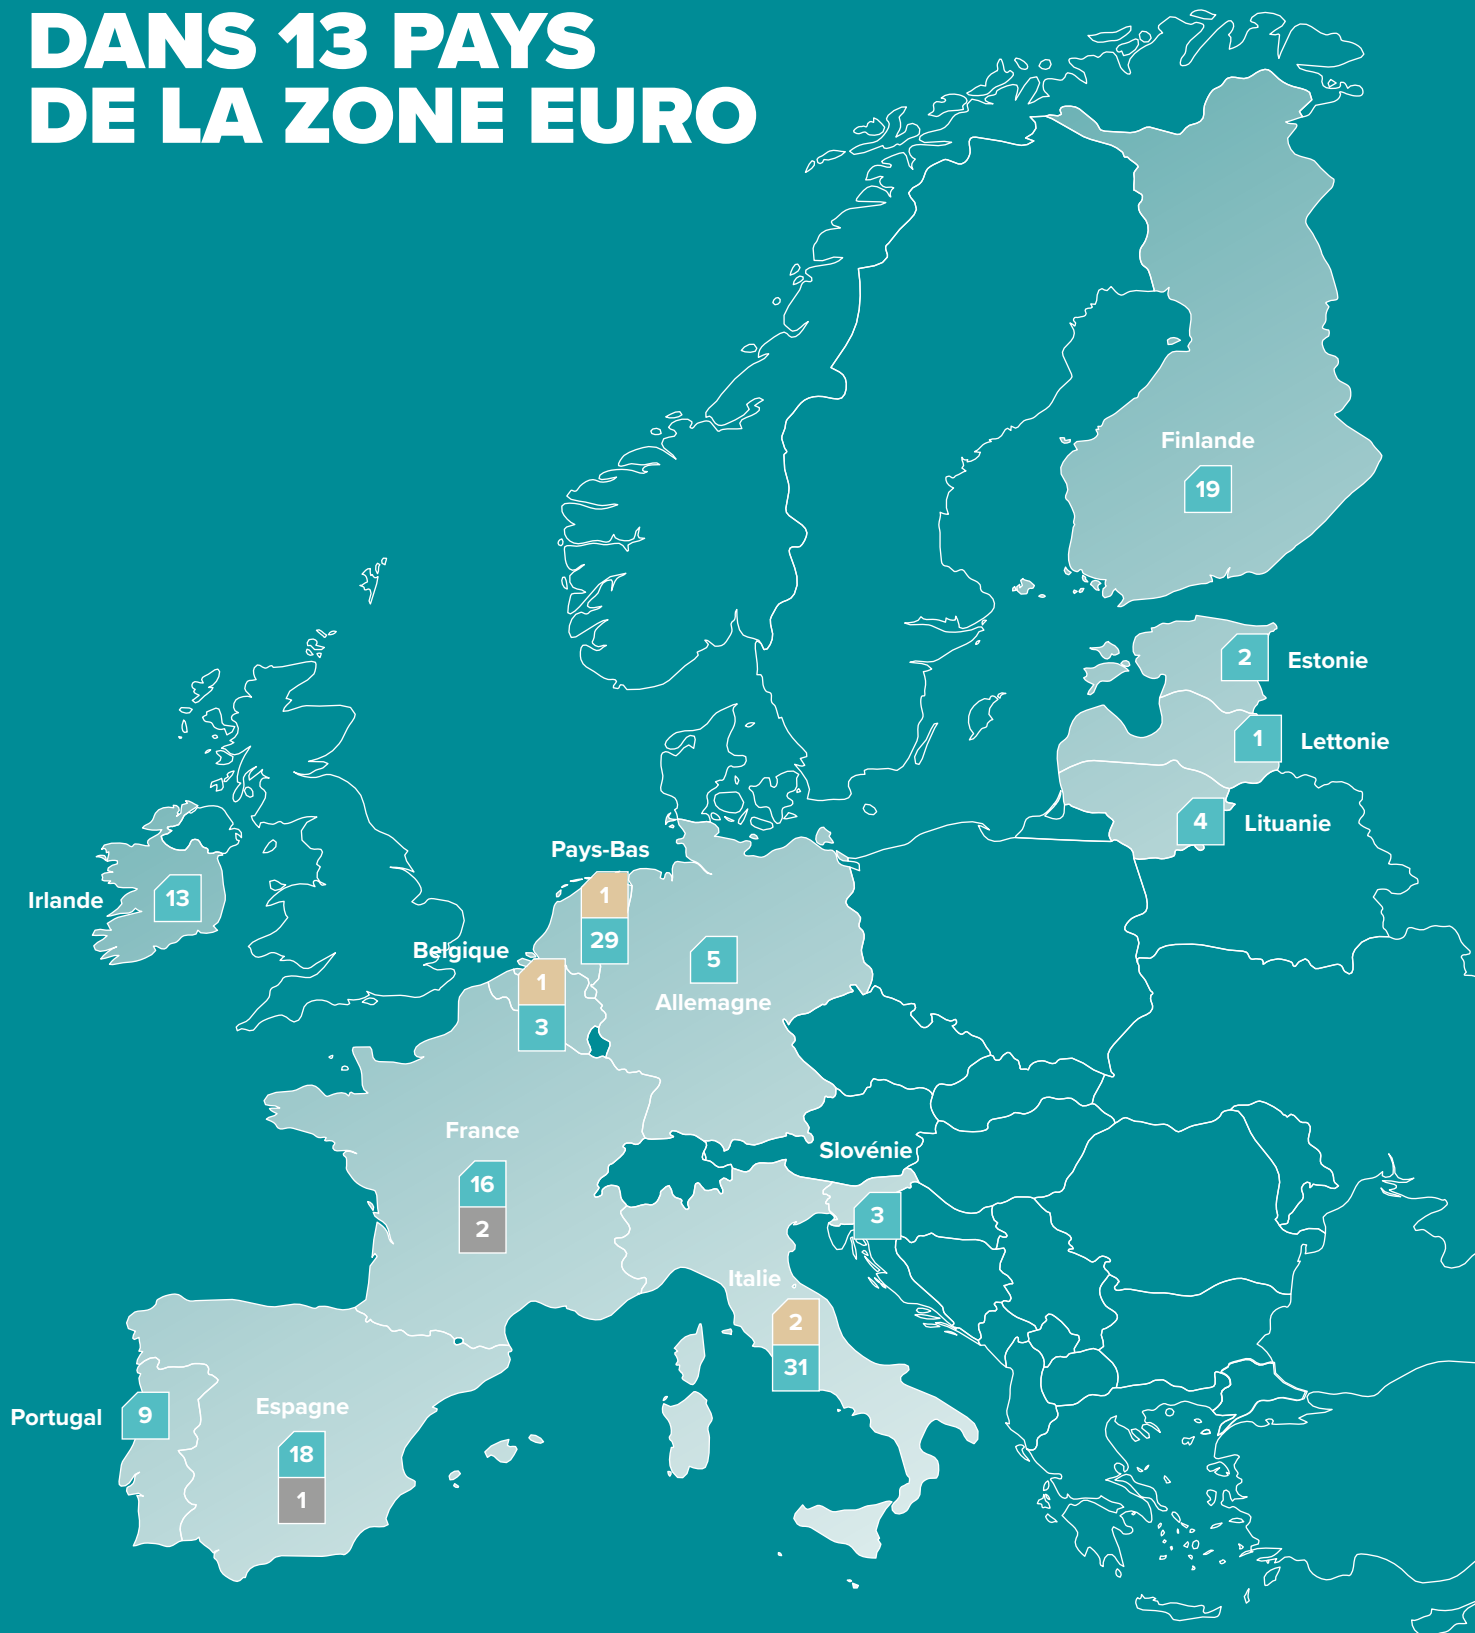 DANS 13 PAYS
DE LA ZONE EURO
Finlande
19
2 Estonie
1 Lettonie
4 Lituanie
Pays-Bas
1
29
Irlande 13
Belgique
1
3
5
Allemagne
France
16
2
Slovénie
3
Italie
2
31
Portugal 9
Espagne
18
1